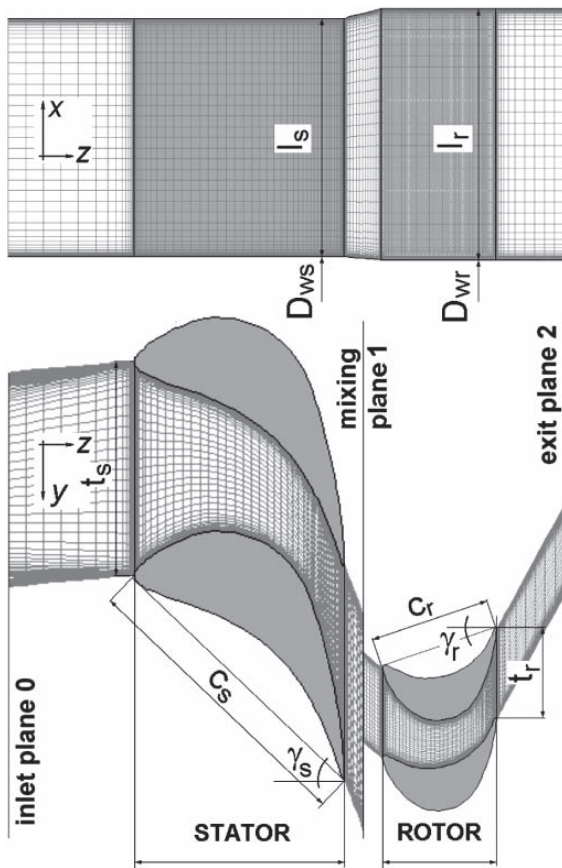 x
z
l_s
l_r
D_ws
D_wr
z
y
t_s
mixing
plane 1
exit plane 2
C_s
γ_s
C_r
γ_r
t_r
inlet plane 0
STATOR
ROTOR